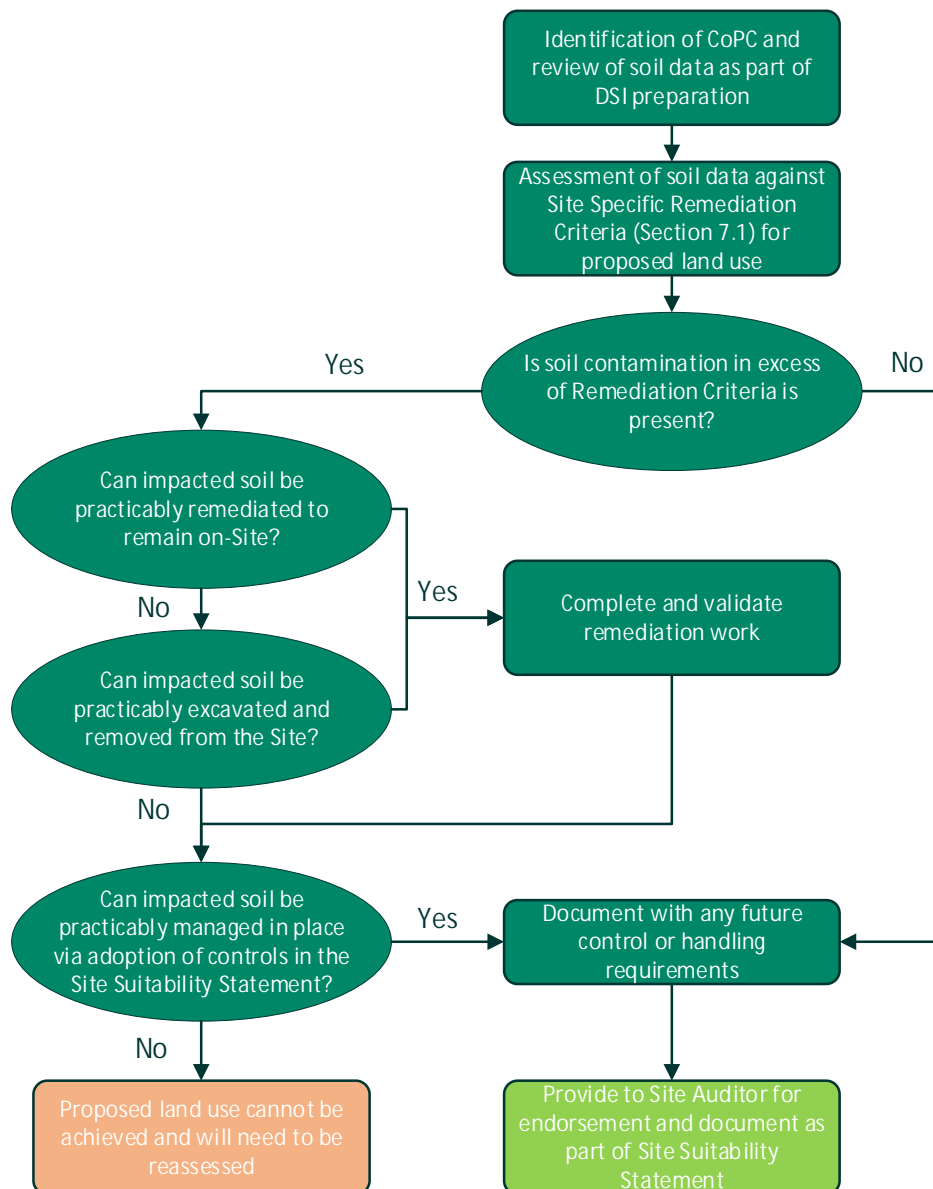 Identification of CoPC and
review of soil data as part of
DSI preparation
Assessment of soil data against
Site Specific Remediation
Criteria (Section 7.1) for
proposed land use
Is soil contamination in excess
of Remediation Criteria is
present?
Yes
No
Can impacted soil be
practicably remediated to
remain on-Site?
No
Yes
Complete and validate
remediation work
Can impacted soil be
practicably excavated and
removed from the Site?
No
Can impacted soil be
practicably managed in place
via adoption of controls in the
Site Suitability Statement?
Yes
Document with any future
control or handling
requirements
No
Proposed land use cannot be
achieved and will need to be
reassessed
Provide to Site Auditor for
endorsement and document as
part of Site Suitability
Statement